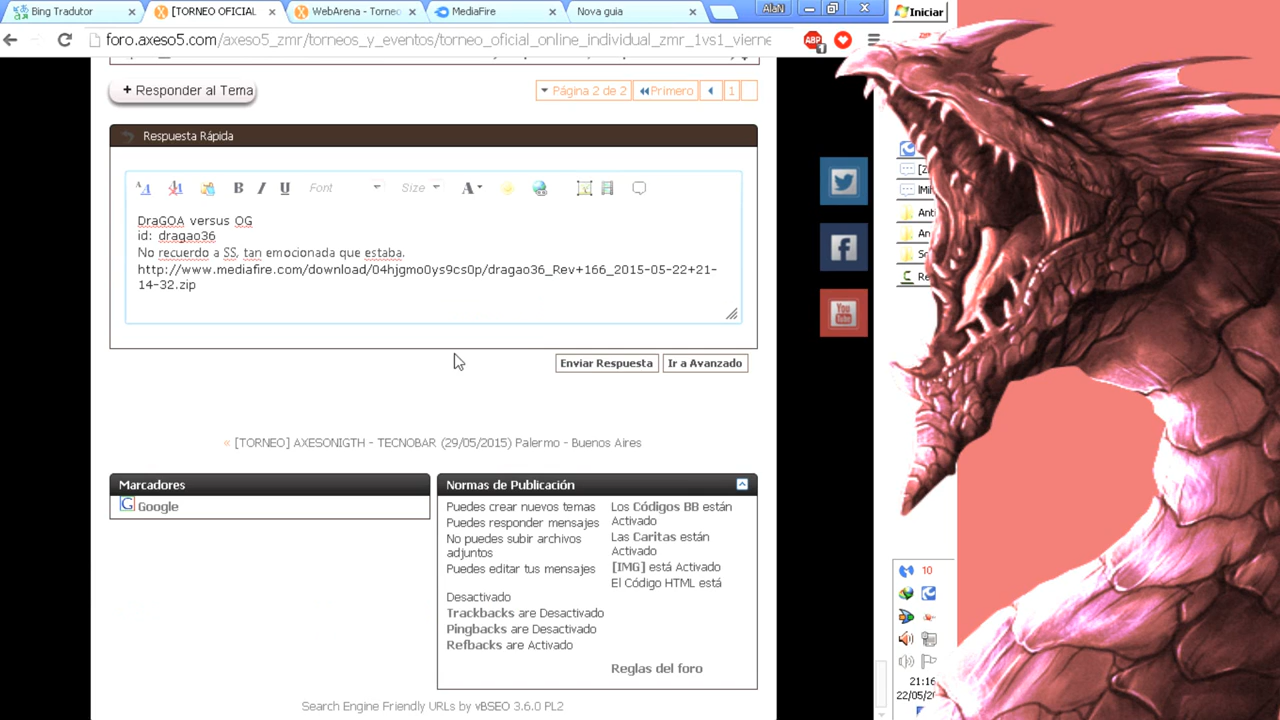 Bing Tradutor
[TORNEO OFICIAL
WebArena - Torneo
MediaFire
Nova guia
AlaN
Iniciar
foro.axeso5.com/axeso5_zmr/torneos_y_eventos/torneo_oficial_online_individual_zmr_1vs1_vierne
ABP
1
+ Responder al Tema
Página 2 de 2
Primero
1
Respuesta Rápida
B I U Font Size A
DraGOA versus OG
id: dragao36
No recuerdo a SS, tan emocionada que estaba.
http://www.mediafire.com/download/04hjgmo0ys9cs0p/dragao36_Rev+166_2015-05-22+21-
14-32.zip
Enviar Respuesta
Ir a Avanzado
« [TORNEO] AXESONIGTH - TECNOBAR (29/05/2015) Palermo - Buenos Aires
Marcadores
Google
Normas de Publicación
Puedes crear nuevos temas
Puedes responder mensajes
No puedes subir archivos
adjuntos
Puedes editar tus mensajes
Los Códigos BB están
Activado
Las Caritas están
Activado
[IMG] está Activado
El Código HTML está
Desactivado
Trackbacks are Desactivado
Pingbacks are Desactivado
Refbacks are Activado
Reglas del foro
Search Engine Friendly URLs by vBSEO 3.6.0 PL2
You
Tube
10
21:16